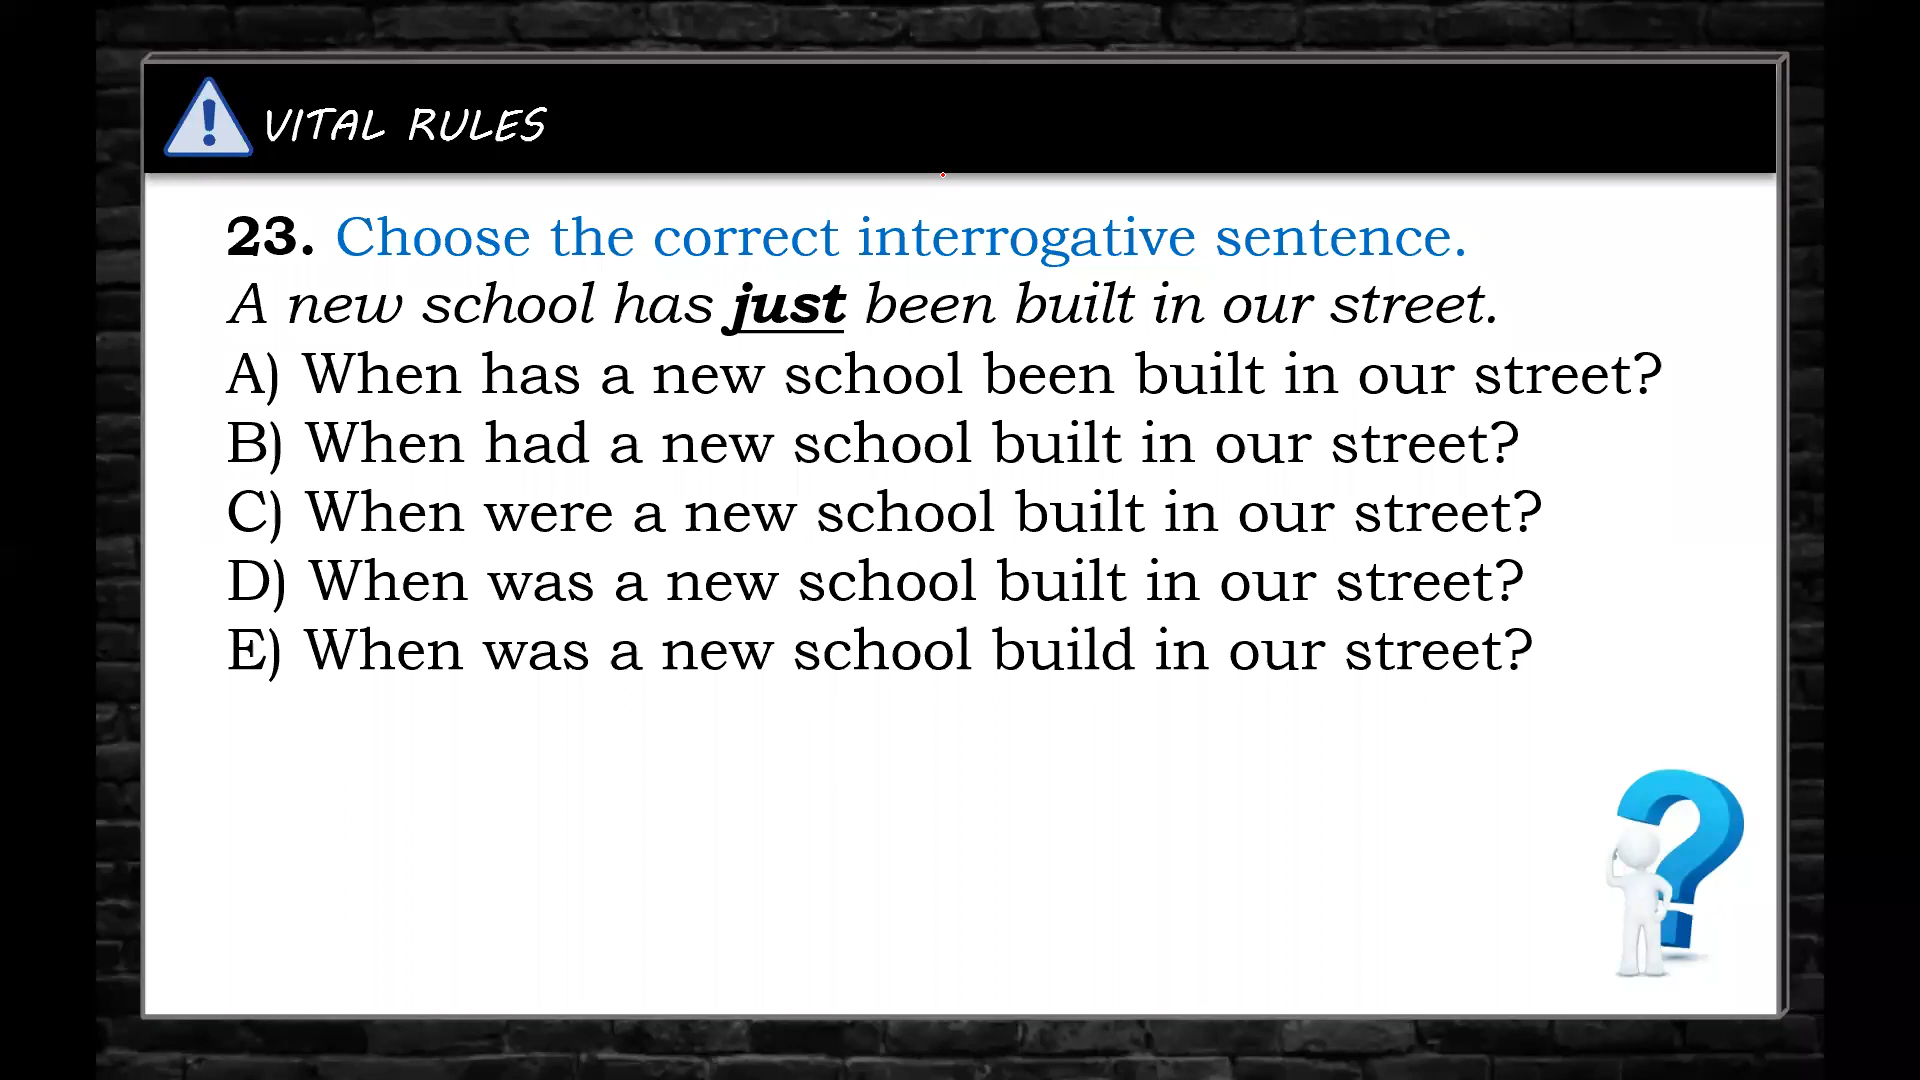 VITAL RULES
23. Choose the correct interrogative sentence.
A new school has just been built in our street.
A) When has a new school been built in our street?
B) When had a new school built in our street?
C) When were a new school built in our street?
D) When was a new school built in our street?
E) When was a new school build in our street?